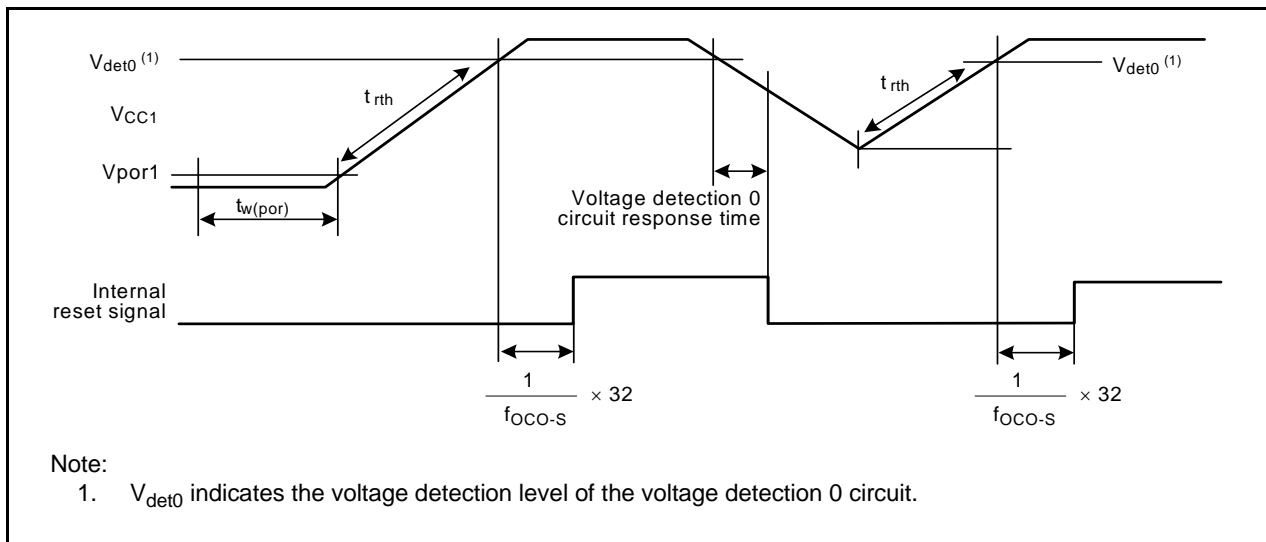 Vdet0 (1)
VCC1
Vpor1
tw(por)
trth
Voltage detection 0
circuit response time
trth
Vdet0 (1)
Internal
reset signal
1
fOCO-S
× 32
1
fOCO-S
× 32
Note:
1. Vdet0 indicates the voltage detection level of the voltage detection 0 circuit.